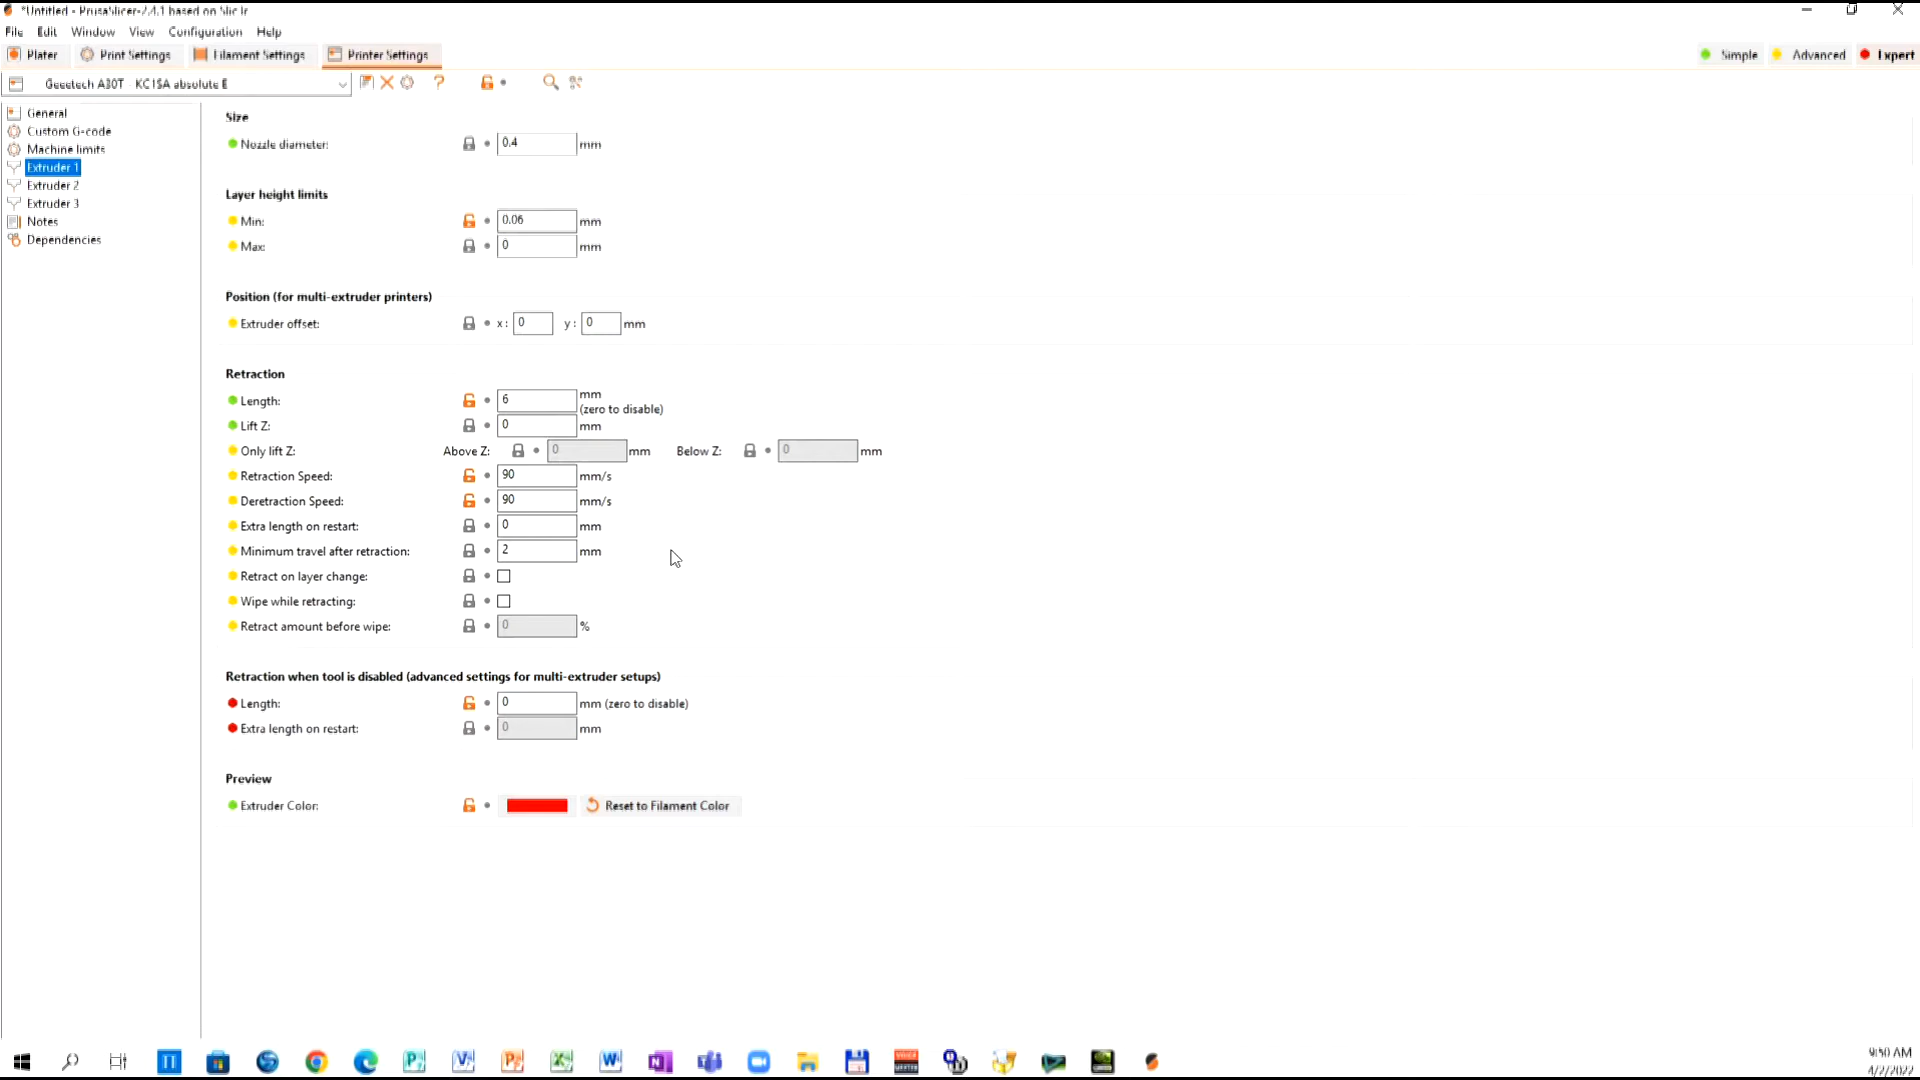 *Untitled - PrusaSlicer-2.4.1 based on Slic3r
File Edit Window View Configuration Help
Plater Print Settings Filament Settings Printer Settings Simple Advanced Expert
Geeetech A30T - KC1SA absolute E
General
Custom G-code
Machine limits
Extruder 1
Extruder 2
Extruder 3
Notes
Dependencies
Size
Nozzle diameter: 0.4 mm
Layer height limits
Min: 0.06 mm
Max: 0 mm
Position (for multi-extruder printers)
Extruder offset: x: 0 y: 0 mm
Retraction
Length: 6 mm (zero to disable)
Lift Z: 0 mm
Only lift Z: Above Z: 0 mm Below Z: 0 mm
Retraction Speed: 90 mm/s
Deretraction Speed: 90 mm/s
Extra length on restart: 0 mm
Minimum travel after retraction: 2 mm
Retract on layer change:
Wipe while retracting:
Retract amount before wipe: 0 %
Retraction when tool is disabled (advanced settings for multi-extruder setups)
Length: 0 mm (zero to disable)
Extra length on restart: 0 mm
Preview
Extruder Color: Reset to Filament Color
9:50 AM
4/2/2022